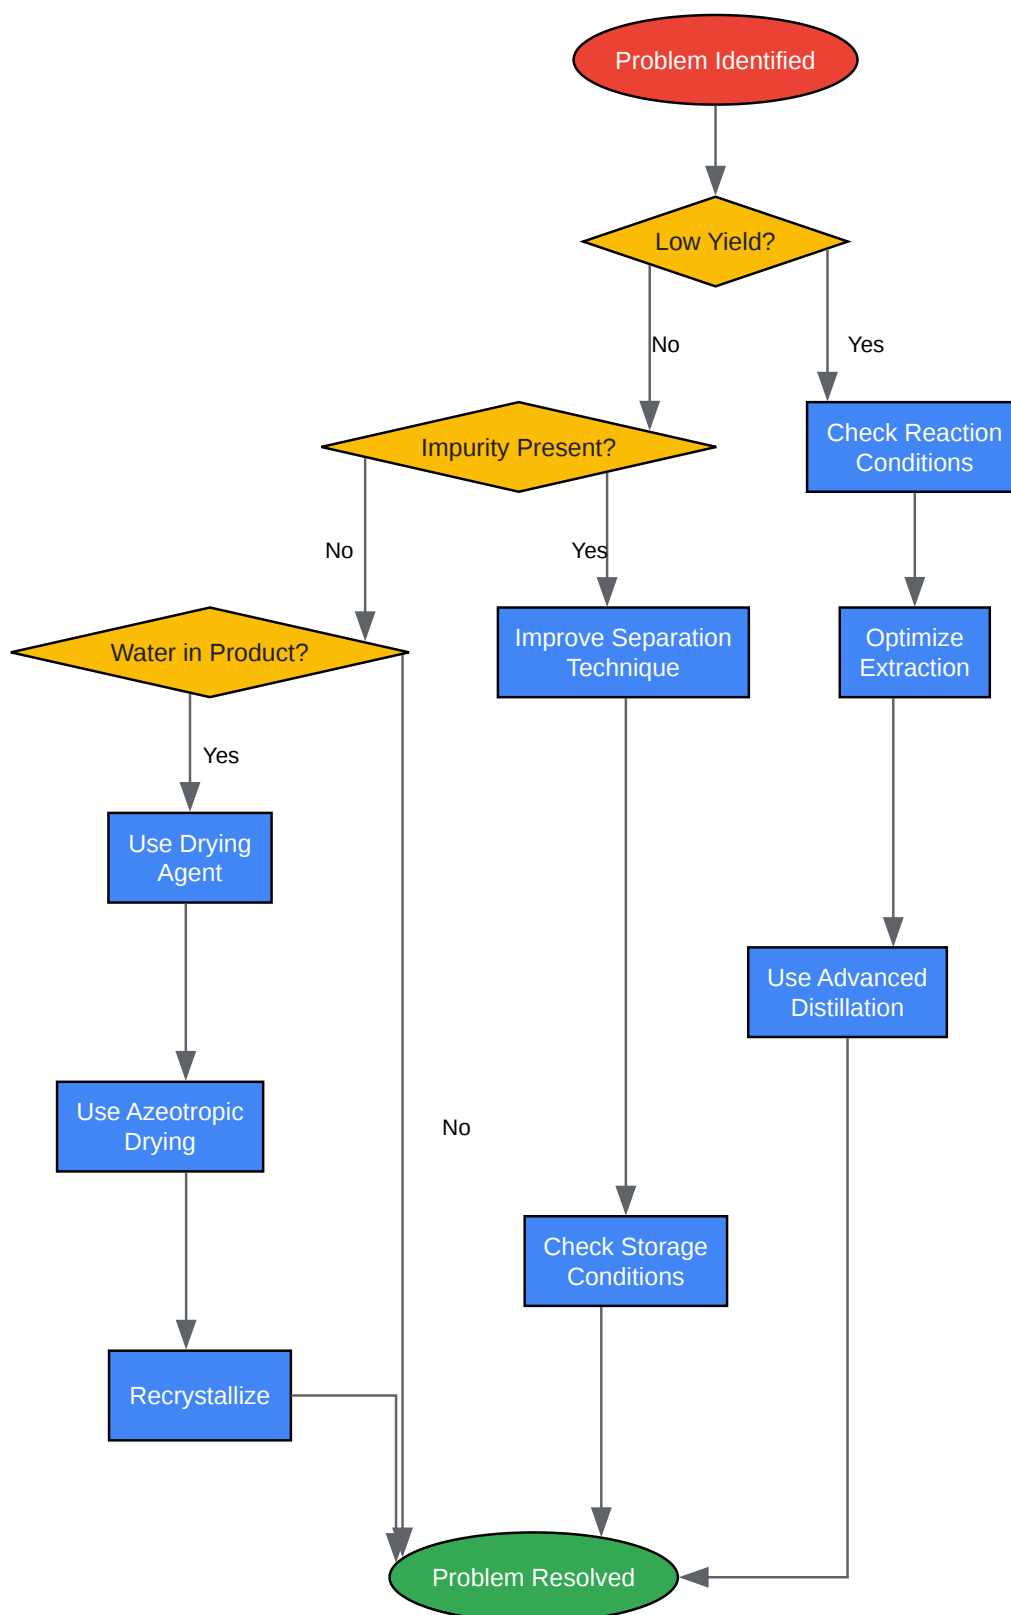 Problem Identified
Low Yield?
No
Yes
Check Reaction
Conditions
Impurity Present?
No
Yes
Water in Product?
Improve Separation
Technique
Optimize
Extraction
Yes
Use Drying
Agent
Use Advanced
Distillation
Use Azeotropic
Drying
No
Check Storage
Conditions
Recrystallize
Problem Resolved